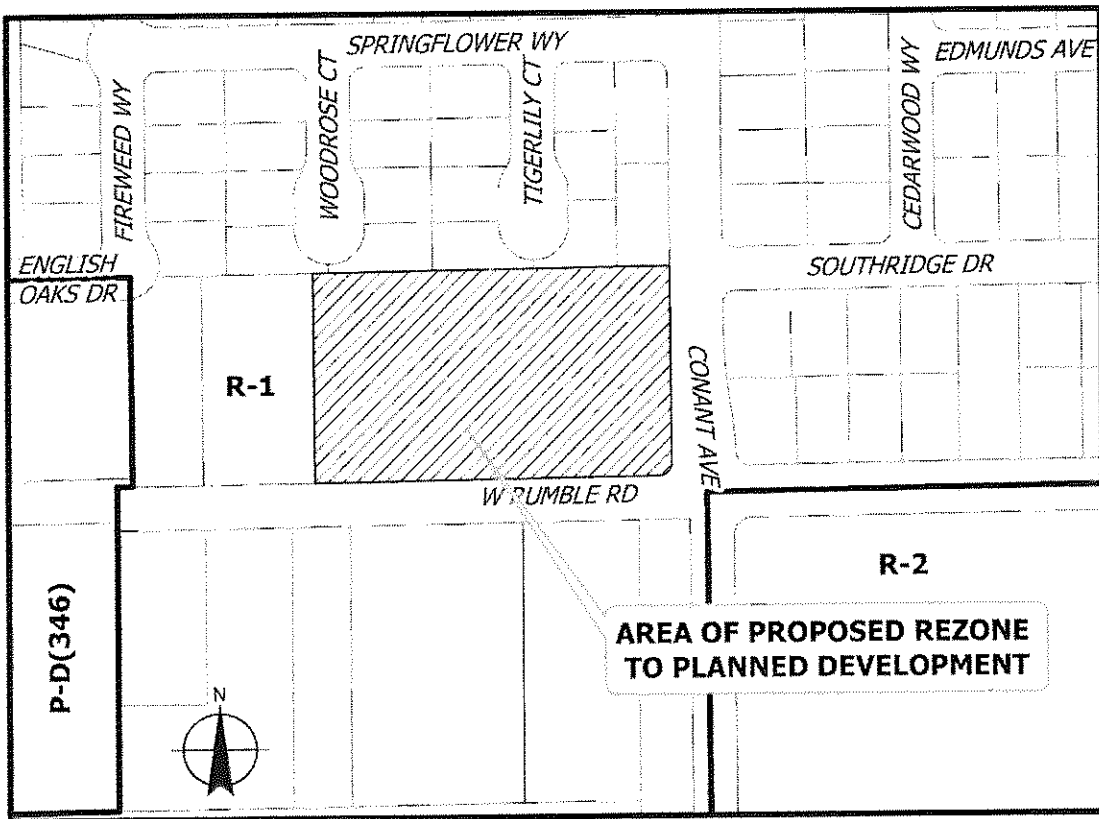 SPRINGFLOWER WY
EDMUNDS AVE
FIREWEED WY
WOODROSE CT
TIGERLILY CT
CEDARWOOD WY
ENGLISH
OAKS DR
SOUTHRIDGE DR
R-1
CONANT AVE
W RUMBLE RD
R-2
P-D(346)
AREA OF PROPOSED REZONE
TO PLANNED DEVELOPMENT
N